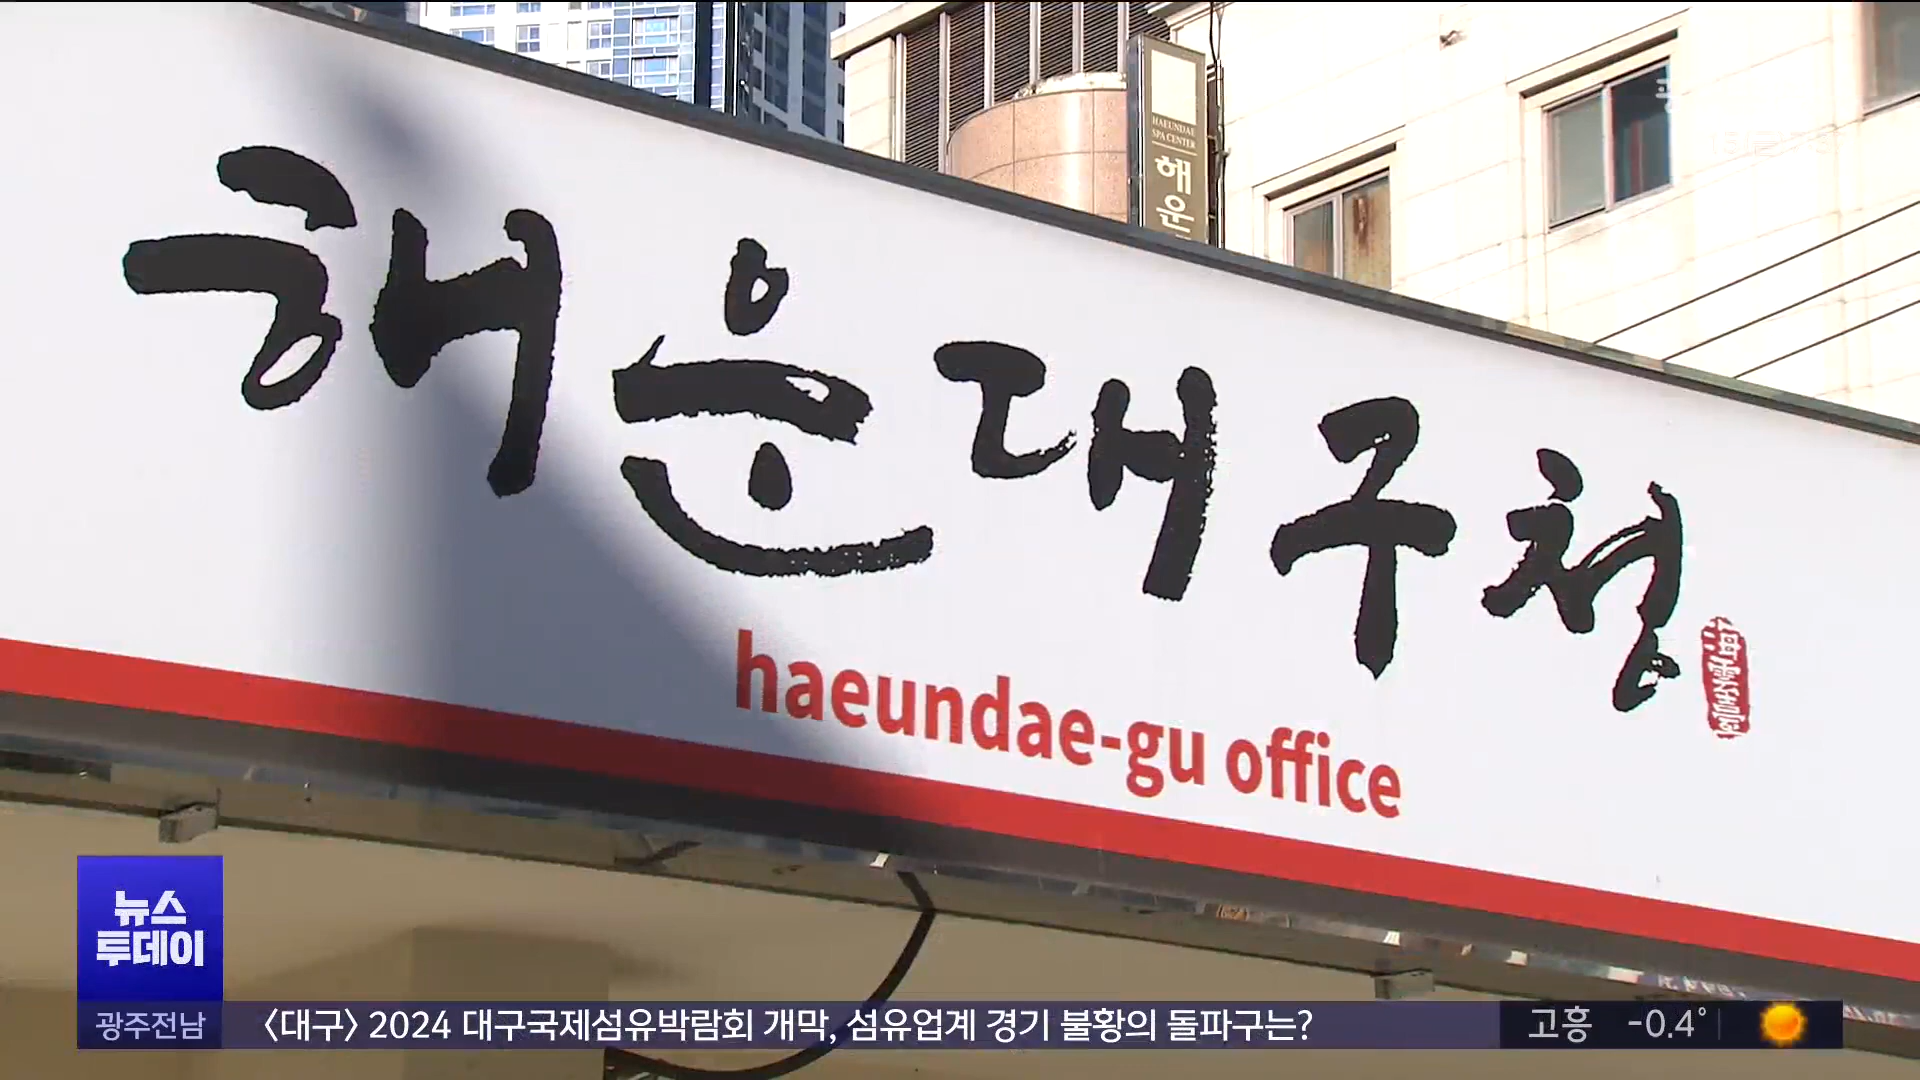 HAEUNDAE
SPA CENTER
해운
해운대구청
haeundae-gu office
뉴스
투데이
광주전남
〈대구〉 2024 대구국제섬유박람회 개막, 섬유업계 경기 불황의 돌파구는?
고흥 -0.4°